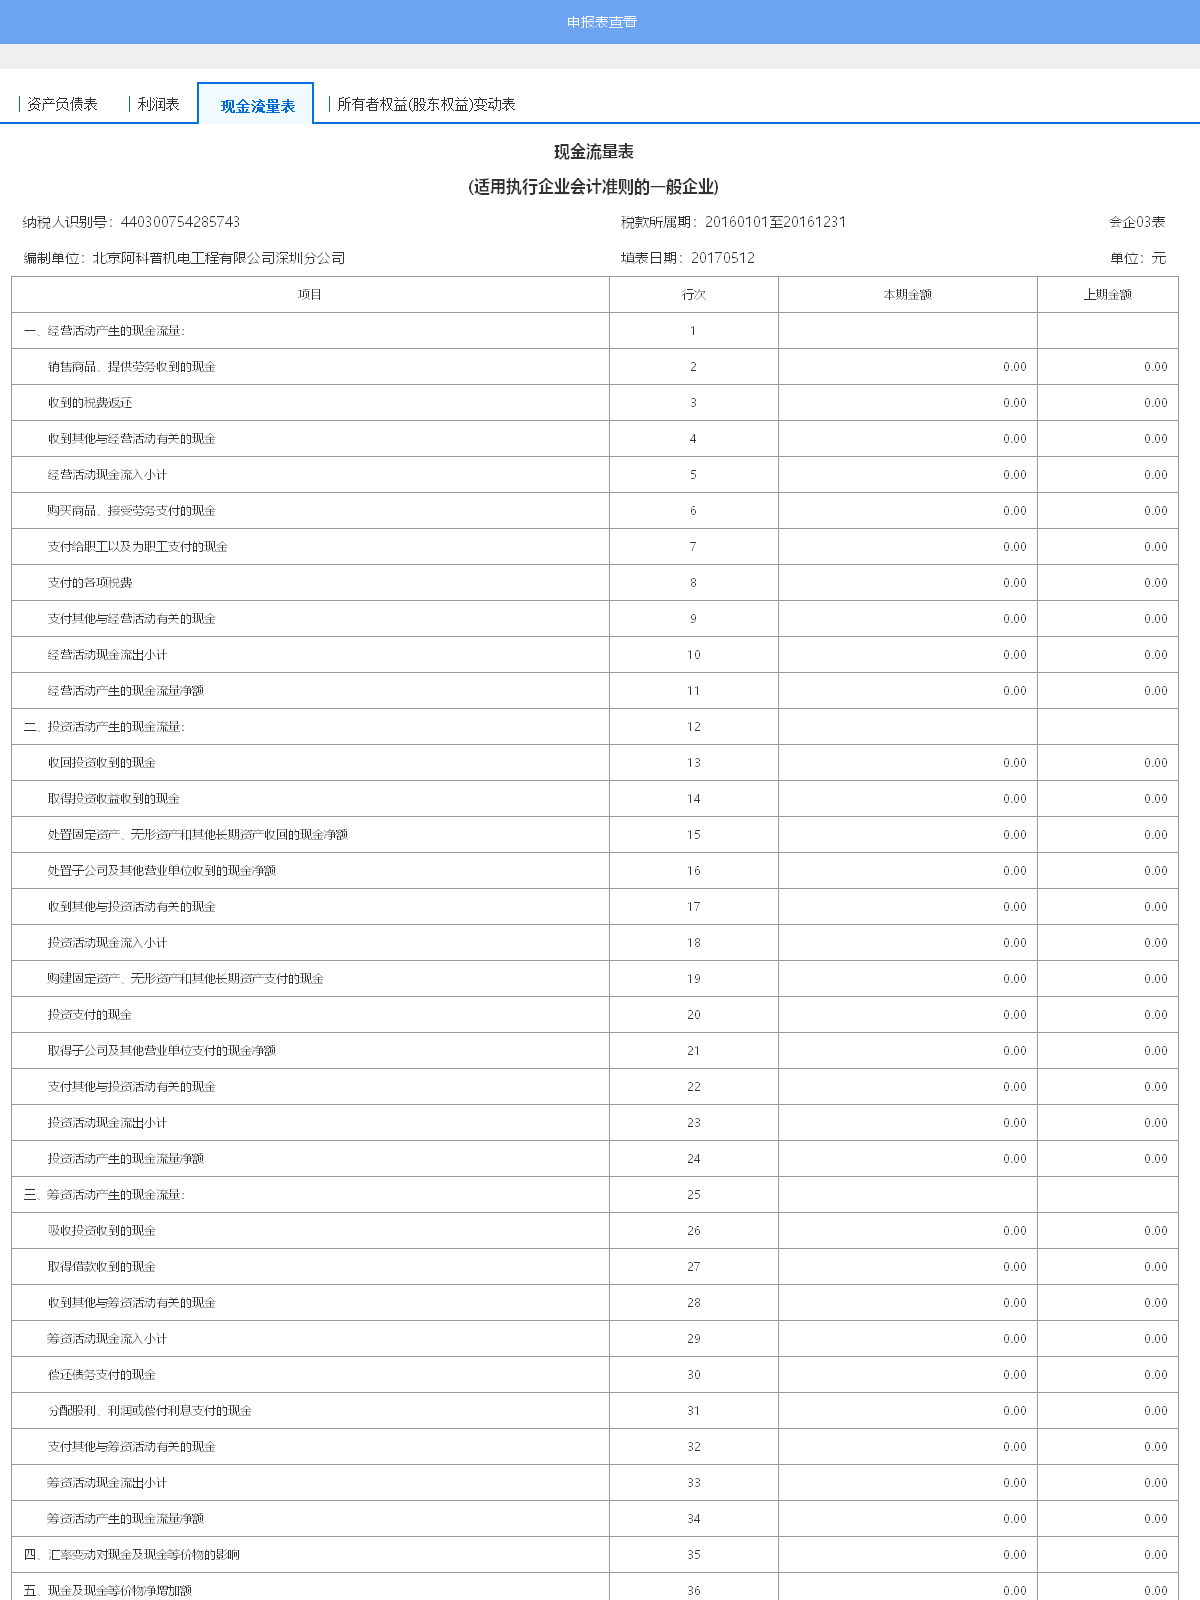 申报表查看
资产负债表 利润表 现金流量表 所有者权益(股东权益)变动表
现金流量表
(适用执行企业会计准则的一般企业)
纳税人识别号：440300754285743 税款所属期：20160101至20161231 会企03表
编制单位：北京阿科普机电工程有限公司深圳分公司 填表日期：20170512 单位：元
项目 行次 本期金额 上期金额
一、经营活动产生的现金流量： 1
销售商品、提供劳务收到的现金 2 0.00 0.00
收到的税费返还 3 0.00 0.00
收到其他与经营活动有关的现金 4 0.00 0.00
经营活动现金流入小计 5 0.00 0.00
购买商品、接受劳务支付的现金 6 0.00 0.00
支付给职工以及为职工支付的现金 7 0.00 0.00
支付的各项税费 8 0.00 0.00
支付其他与经营活动有关的现金 9 0.00 0.00
经营活动现金流出小计 10 0.00 0.00
经营活动产生的现金流量净额 11 0.00 0.00
二、投资活动产生的现金流量： 12
收回投资收到的现金 13 0.00 0.00
取得投资收益收到的现金 14 0.00 0.00
处置固定资产、无形资产和其他长期资产收回的现金净额 15 0.00 0.00
处置子公司及其他营业单位收到的现金净额 16 0.00 0.00
收到其他与投资活动有关的现金 17 0.00 0.00
投资活动现金流入小计 18 0.00 0.00
购建固定资产、无形资产和其他长期资产支付的现金 19 0.00 0.00
投资支付的现金 20 0.00 0.00
取得子公司及其他营业单位支付的现金净额 21 0.00 0.00
支付其他与投资活动有关的现金 22 0.00 0.00
投资活动现金流出小计 23 0.00 0.00
投资活动产生的现金流量净额 24 0.00 0.00
三、筹资活动产生的现金流量： 25
吸收投资收到的现金 26 0.00 0.00
取得借款收到的现金 27 0.00 0.00
收到其他与筹资活动有关的现金 28 0.00 0.00
筹资活动现金流入小计 29 0.00 0.00
偿还债务支付的现金 30 0.00 0.00
分配股利、利润或偿付利息支付的现金 31 0.00 0.00
支付其他与筹资活动有关的现金 32 0.00 0.00
筹资活动现金流出小计 33 0.00 0.00
筹资活动产生的现金流量净额 34 0.00 0.00
四、汇率变动对现金及现金等价物的影响 35 0.00 0.00
五、现金及现金等价物净增加额 36 0.00 0.00